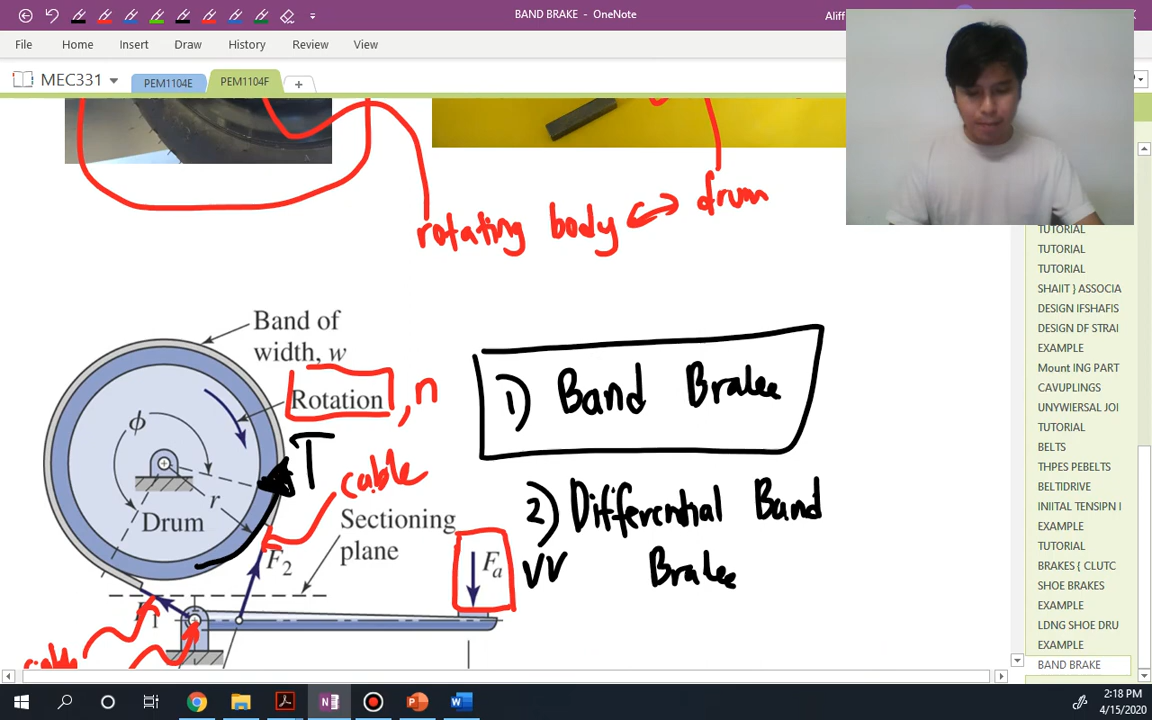 BAND BRAKE - OneNote
Aliff
File Home Insert Draw History Review View
MEC331
PEM1104E
PEM1104F
rotating body
drum
Band of
width, w
Rotation
, n
ϕ
T
r
Drum
cable
F2
Sectioning
plane
Fa
F1
1) Band Brake
2) Differential Band
Brake
TUTORIAL
TUTORIAL
TUTORIAL
SHAIIT } ASSOCIA
DESIGN IFSHAFIS
DESIGN DF STRAI
EXAMPLE
Mount ING PART
CAVUPLINGS
UNYWIERSAL JOI
TUTORIAL
BELTS
THPES PEBELTS
BELTIDRIVE
INIITAL TENSIPN I
EXAMPLE
TUTORIAL
BRAKES { CLUTC
SHOE BRAKES
EXAMPLE
LDNG SHOE DRU
EXAMPLE
BAND BRAKE
2:18 PM
4/15/2020